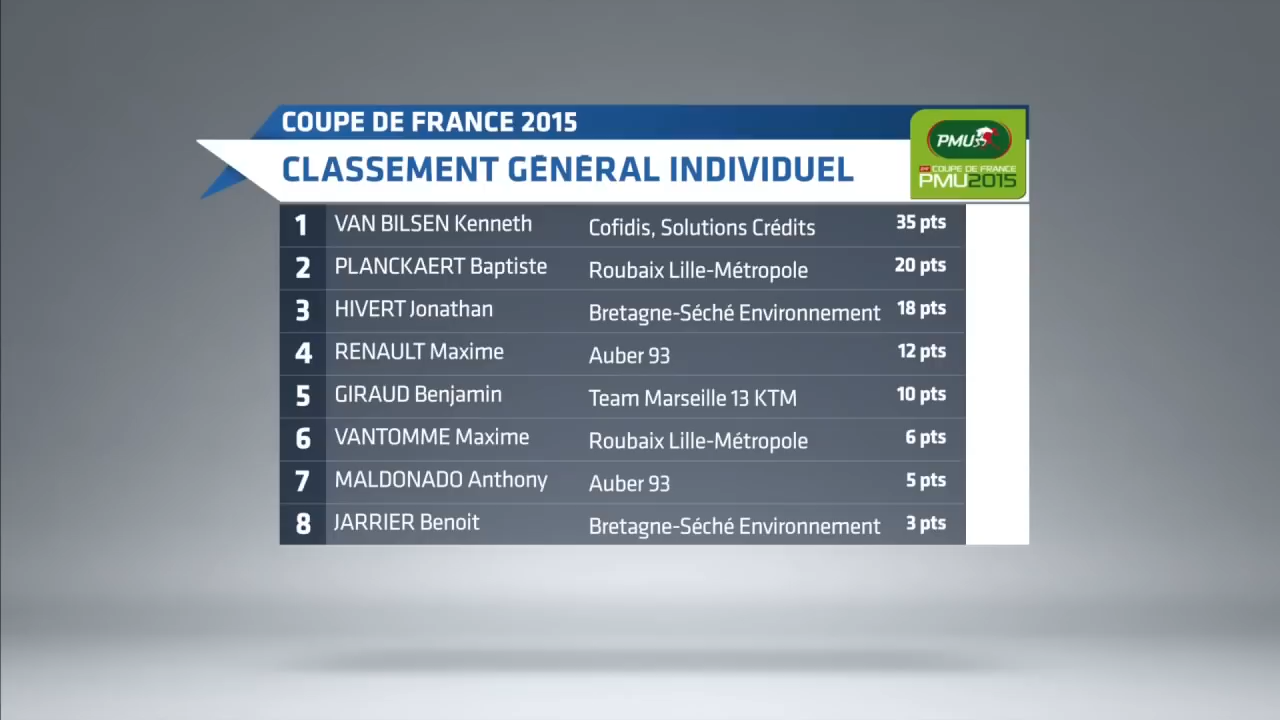 COUPE DE FRANCE 2015
CLASSEMENT GÉNÉRAL INDIVIDUEL
PMU
COUPE DE FRANCE
PMU2015
1 VAN BILSEN Kenneth Cofidis, Solutions Crédits 35 pts
2 PLANCKAERT Baptiste Roubaix Lille-Métropole 20 pts
3 HIVERT Jonathan Bretagne-Séché Environnement 18 pts
4 RENAULT Maxime Auber 93 12 pts
5 GIRAUD Benjamin Team Marseille 13 KTM 10 pts
6 VANTOMME Maxime Roubaix Lille-Métropole 6 pts
7 MALDONADO Anthony Auber 93 5 pts
8 JARRIER Benoit Bretagne-Séché Environnement 3 pts